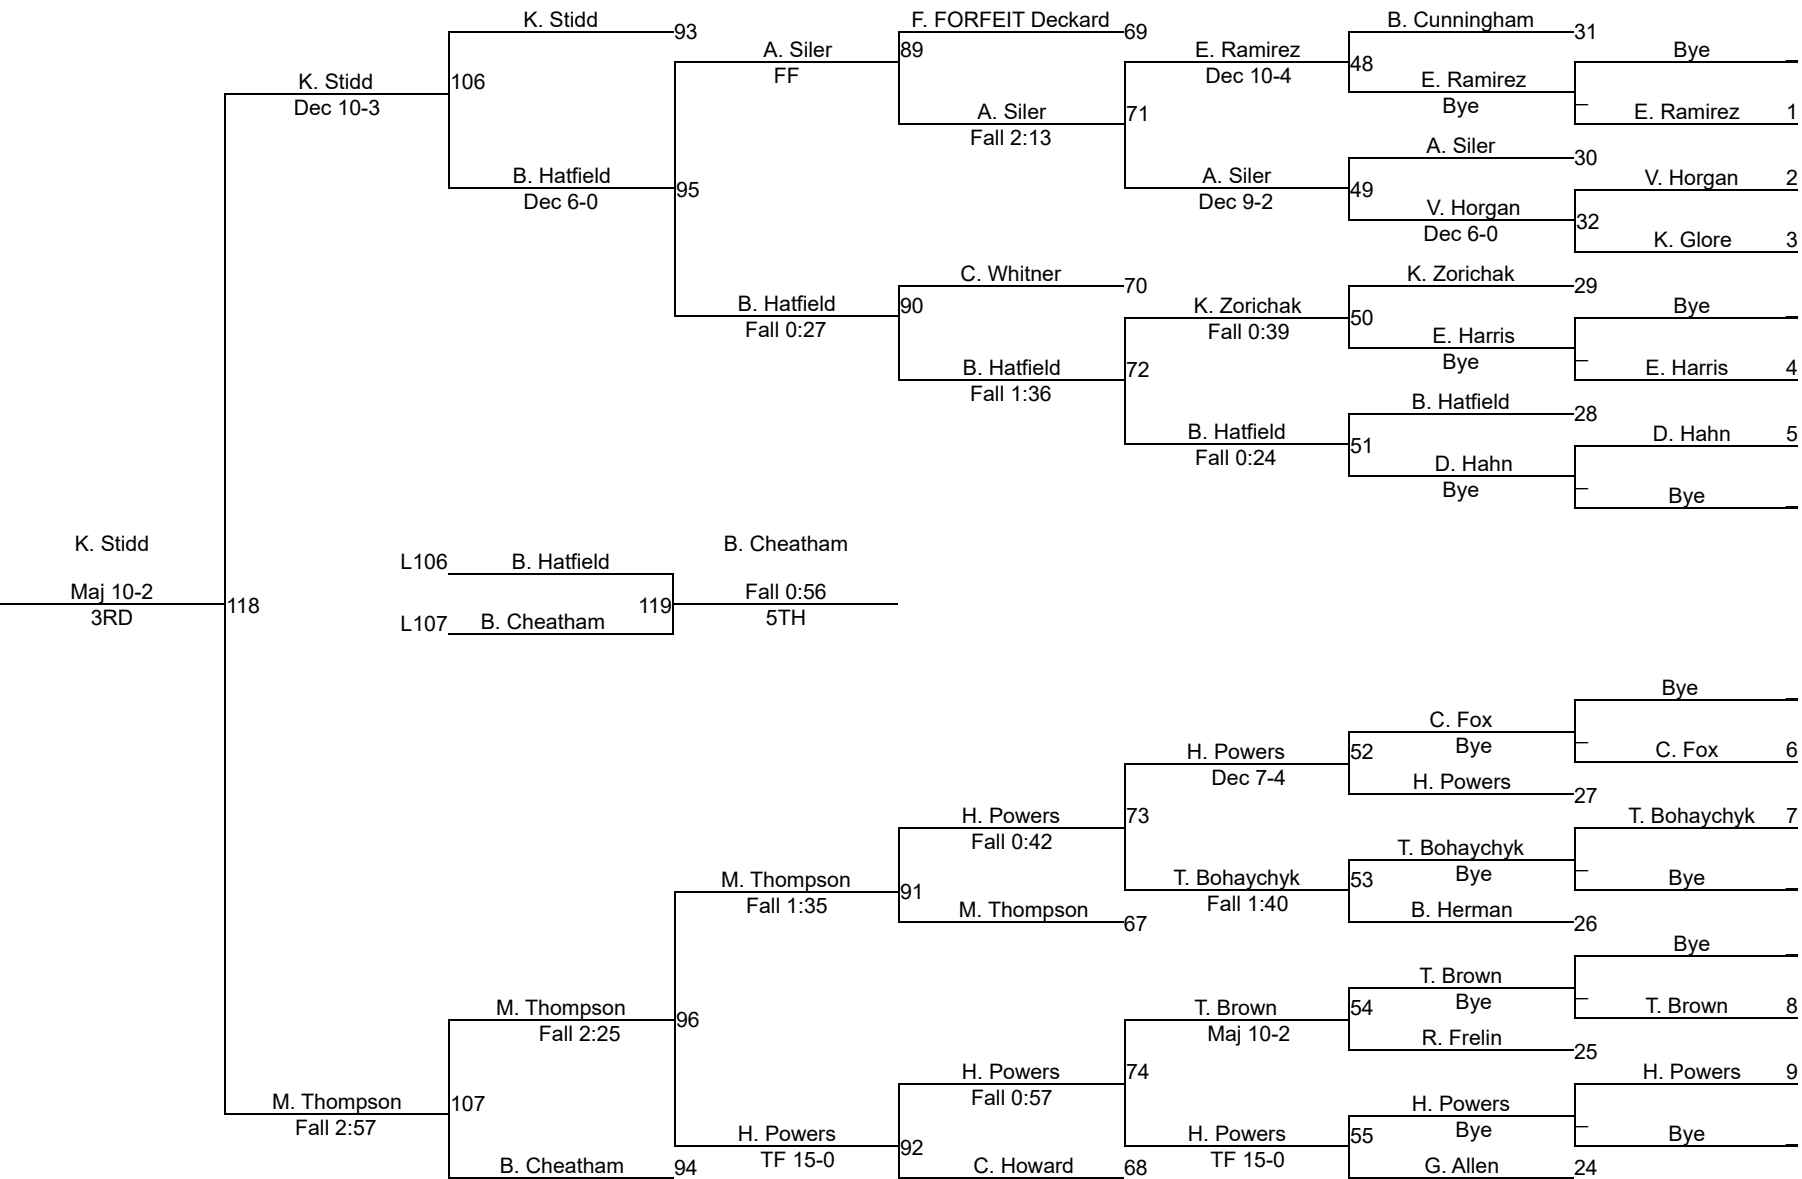 K. Stidd
93
F. FORFEIT Deckard
69
B. Cunningham
31
A. Siler
89
E. Ramirez
Bye
K. Stidd
106
FF
Dec 10-4
48
E. Ramirez
Dec 10-3
A. Siler
71
Bye
E. Ramirez
1
Fall 2:13
A. Siler
30
B. Hatfield
95
A. Siler
49
V. Horgan
2
Dec 6-0
Dec 9-2
V. Horgan
32
Dec 6-0
K. Glore
3
C. Whitner
70
K. Zorichak
29
B. Hatfield
90
K. Zorichak
Bye
Fall 0:27
Fall 0:39
50
E. Harris
B. Hatfield
72
Bye
E. Harris
4
Fall 1:36
B. Hatfield
28
B. Hatfield
51
D. Hahn
5
Fall 0:24
D. Hahn
Bye
Bye
K. Stidd
B. Cheatham
L106
B. Hatfield
Maj 10-2
118
119
Fall 0:56
3RD
L107
B. Cheatham
5TH
Bye
C. Fox
H. Powers
52
Bye
C. Fox
6
Dec 7-4
H. Powers
27
H. Powers
73
T. Bohaychyk
7
Fall 0:42
T. Bohaychyk
M. Thompson
91
T. Bohaychyk
53
Bye
Bye
Fall 1:35
M. Thompson
67
Fall 1:40
B. Herman
26
Bye
T. Brown
M. Thompson
96
T. Brown
54
Bye
T. Brown
8
Fall 2:25
Maj 10-2
R. Frelin
25
H. Powers
74
H. Powers
9
M. Thompson
107
Fall 0:57
H. Powers
Fall 2:57
H. Powers
92
H. Powers
55
Bye
Bye
B. Cheatham
94
TF 15-0
C. Howard
68
TF 15-0
G. Allen
24